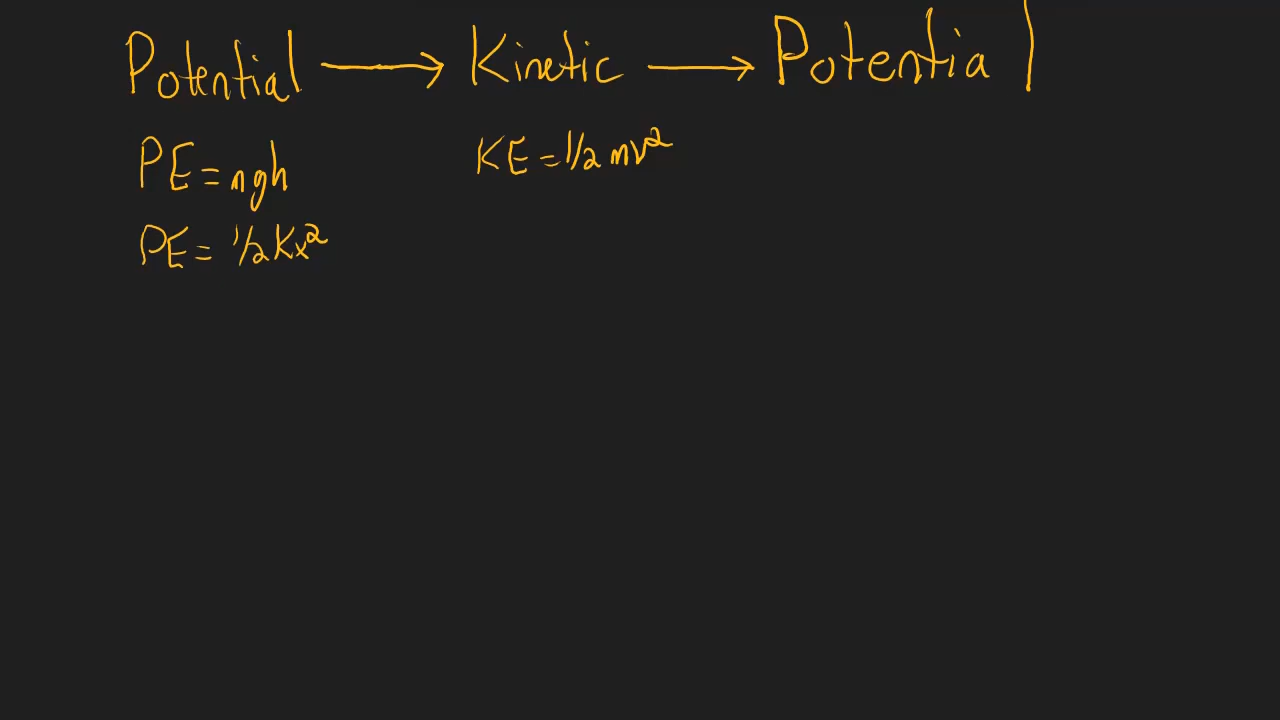 Potential → Kinetic → Potential
PE = mgh KE = 1/2 mv²
PE = 1/2 Kx²